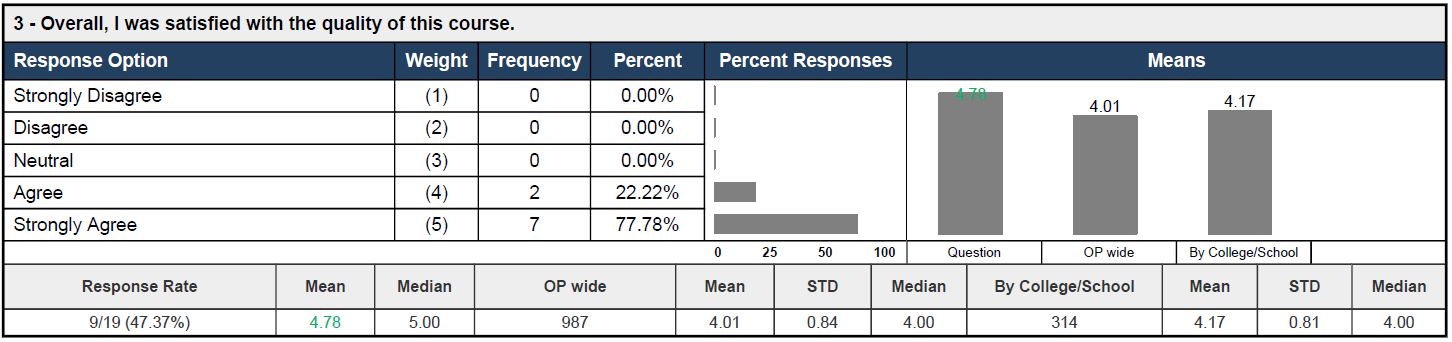 3 - Overall, I was satisfied with the quality of this course.
Response Option Weight Frequency Percent Percent Responses Means
Strongly Disagree (1) 0 0.00%
Disagree (2) 0 0.00%
Neutral (3) 0 0.00%
Agree (4) 2 22.22%
Strongly Agree (5) 7 77.78%
4.78 4.01 4.17
0 25 50 100 Question OP wide By College/School
Response Rate Mean Median OP wide Mean STD Median By College/School Mean STD Median
9/19 (47.37%) 4.78 5.00 987 4.01 0.84 4.00 314 4.17 0.81 4.00